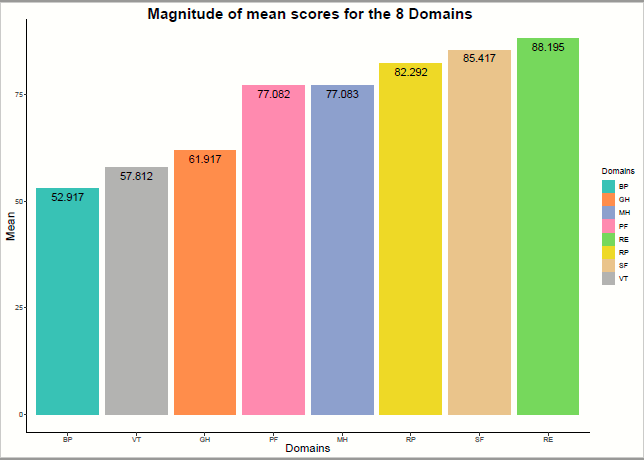 Magnitude of mean scores for the 8 Domains
88.195
85.417
82.292
77.082
77.083
61.917
57.812
52.917
75
50
25
0
Mean
BP VT GH PF MH RP SF RE
Domains
Domains
BP
GH
MH
PF
RE
RP
SF
VT